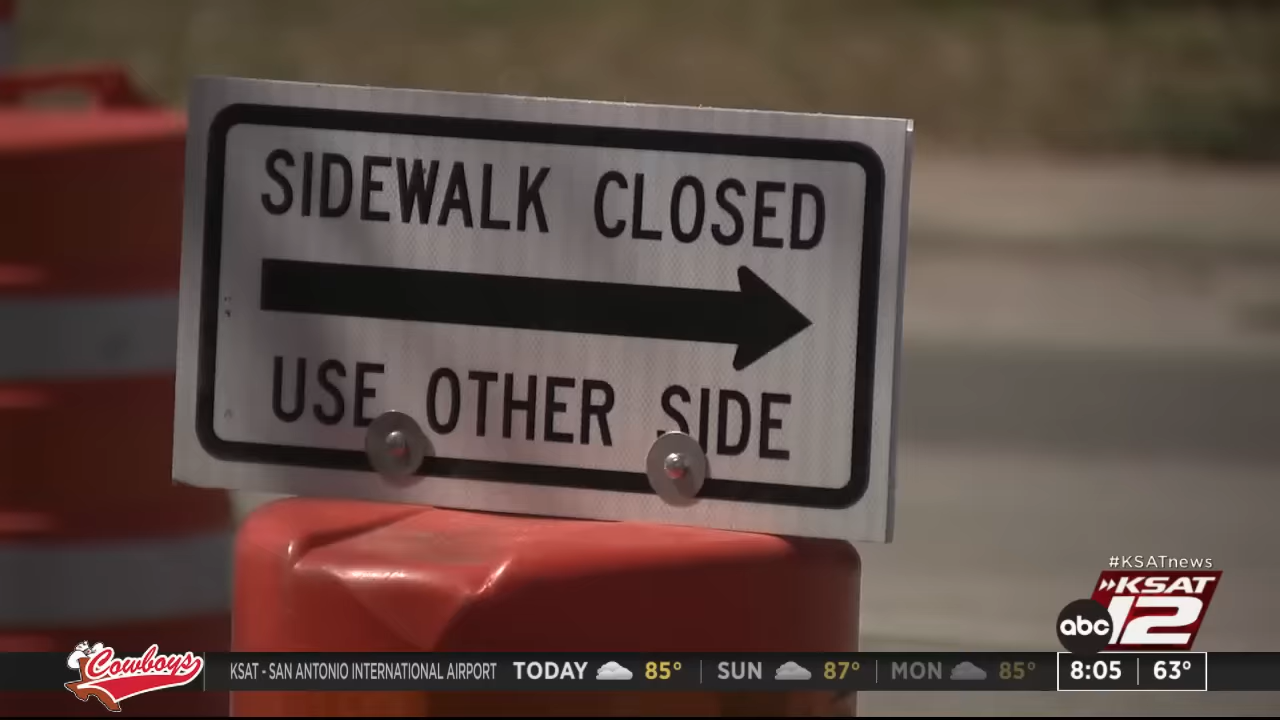 SIDEWALK CLOSED
USE OTHER SIDE
#KSATnews
KSAT
abc 12
Cowboys
KSAT - SAN ANTONIO INTERNATIONAL AIRPORT TODAY 85° SUN 87° MON 85° 8:05 63°